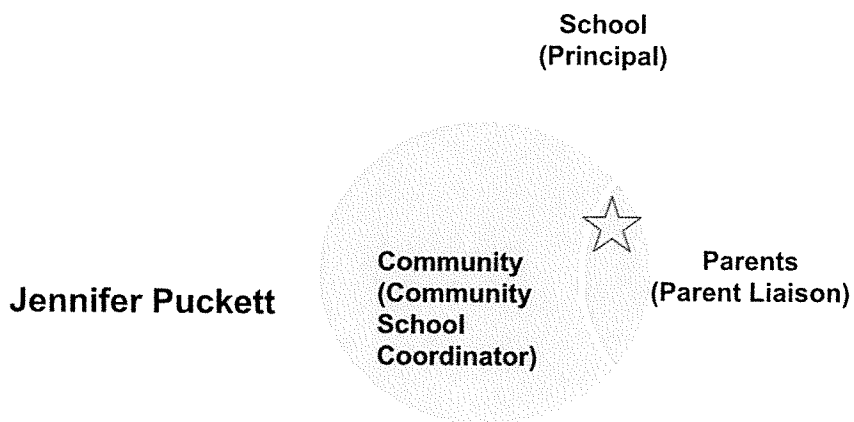 School
(Principal)
Community
(Community
School
Coordinator)
Parents
(Parent Liaison)
Jennifer Puckett